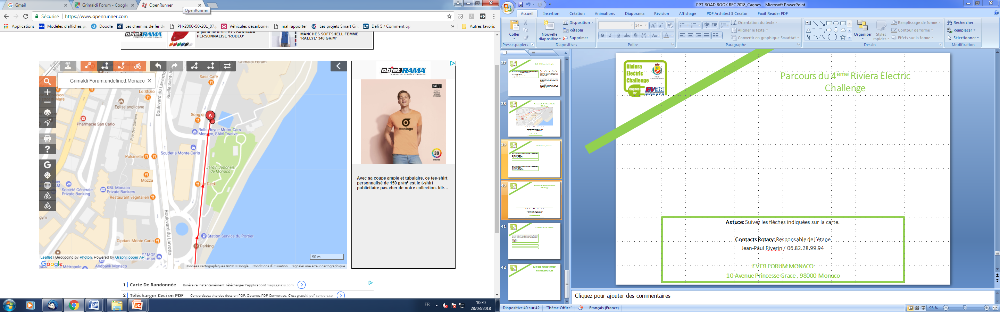 Gmail
Grimaldi Forum - Google
OpenRunner
OpenRunner
Sécurisé
https://www.openrunner.com
Applications
Modèles d'affiches po
Doodle
Les chemins de fer de
PH-2000-50-201_07.
Véhicules décarboné
mal rapporter
Les projets Smart Gri
Défi 5 / Comment op
»
Autres favoris
objetRAMA
CRÉATEUR D'IDÉES CADEAUX
A partir de 0.70€ HT - BANDANA
PERSONNALISÉ 'RODEO'
MANCHES SOFTSHELL FEMME
'RALLYE' 340 GR/M²
GPS
Grimaldi Forum,undefined,Monaco
Grimaldi Forum
Sass Café
Lo Sfizio
Église anglicane
Boulevard du Larvotto
Ruelle Saint-J
Song qi
A
Pharmacie San Carlo
Rue des Oliviers
Rolls-Royce Motor Cars
Monaco, SAM Twelve
Scuderia Monte-Carlo
Pulcinella
Jardin Japonais
de Monaco
Mozza
Le Deck
KBL Monaco
Private Bankers
Société Générale
Private Banking
Restaurant végétalien
gym
Boulevard du Larvotto
Station Service du Portier
Cipriani Monte Carlo
Parking
Leaflet | Geocoding by Photon, Powered by GraphHopper API
50 m
Google
Le Métropole
Andbank Monaco
Données cartographiques ©2018 Google
Conditions d'utilisation
Signaler une erreur cartographique
objetRAMA
CRÉATEUR D'IDÉES CADEAUX
SOL'S
monlogo
39
COLORIS
Avec sa coupe ample et tubulaire, ce tee-shirt
personnalisé de 150 gr/m² est le t-shirt
publicitaire pas cher de notre collection. Idé…
1 | Carte De Randonnée
Itinéraire Instantanément Télécharger l'application! mapsgalaxy.com
2 | Télécharger Ceci en PDF
Convertissez vite des docs en PDF. Obtenez PDF-Convert.co. C'est gratuit! pdf-convert.co
FR
10:30
28/03/2018
PPT ROAD BOOK REC 2018_Cagnes - Microsoft PowerPoint
Accueil
Insertion
Création
Animations
Diaporama
Révision
Affichage
PDF Architect 3 Creator
Foxit Reader PDF
Coller
Presse-papiers
Nouvelle
diapositive
Disposition
Rétablir
Supprimer
Diapositives
14+
G I S abc S AV Aa A
Police
Orientation du texte
Aligner le texte
Convertir en graphique SmartArt
Paragraphe
Organiser
Styles
rapides
Remplissage de forme
Contour de forme
Effets sur la forme
Dessin
Rechercher
Remplacer
Sélectionner
Modification
37
38
39
40
41
42
MERCI POUR VOTRE
PARTICIPATION
Riviera
Electric
Challenge
Cagnes
for
EVER
MONACO
Parcours du 4ème Riviera Electric
Challenge
Astuce: Suivez les flèches indiquées sur la carte.
Contacts Rotary: Responsable de l'étape
Jean-Paul Riverin / 06.82.28.99.94
EVER FORUM MONACO
10 Avenue Princesse Grace , 98000 Monaco
Cliquez pour ajouter des commentaires
Diapositive 40 sur 42
"Thème Office"
Français (France)
93 %